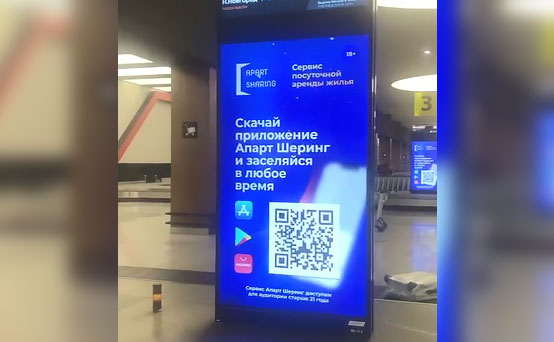 Н.НОВГОРОД
APART
SHARING
Сервис
посуточной
аренды жилья
18+
Скачай
приложение
Апарт Шеринг
и заселяйся
в любое
время
Сервис Апарт Шеринг доступен
для аудитории старше 21 года
3